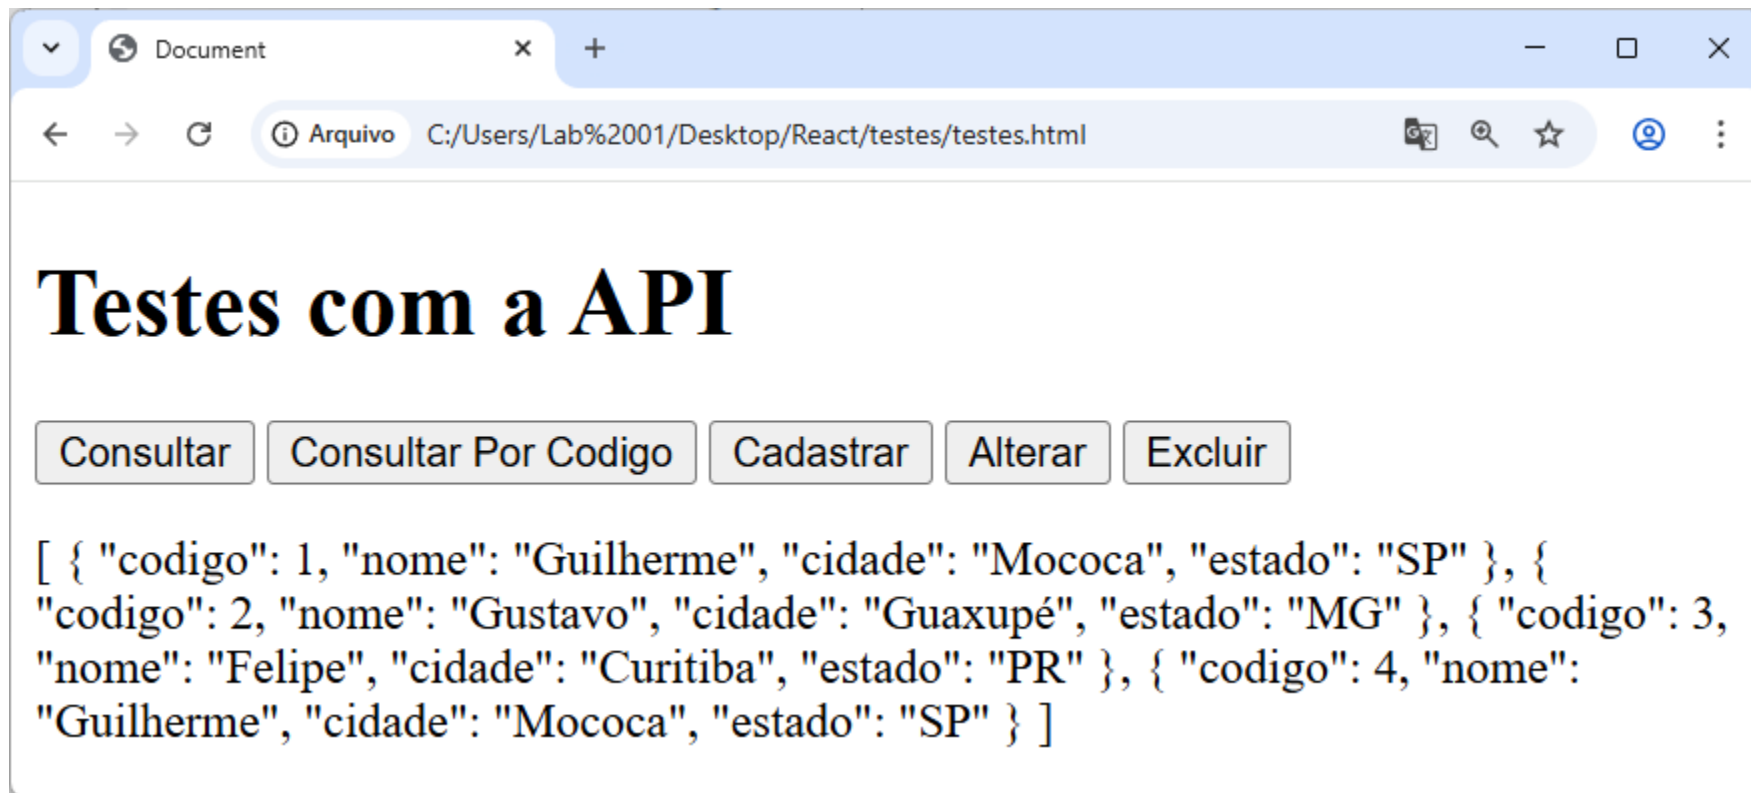 Document
Arquivo C:/Users/Lab%2001/Desktop/React/testes/testes.html
Testes com a API
Consultar Consultar Por Codigo Cadastrar Alterar Excluir
[ { "codigo": 1, "nome": "Guilherme", "cidade": "Mococa", "estado": "SP" }, {
"codigo": 2, "nome": "Gustavo", "cidade": "Guaxupé", "estado": "MG" }, { "codigo": 3,
"nome": "Felipe", "cidade": "Curitiba", "estado": "PR" }, { "codigo": 4, "nome":
"Guilherme", "cidade": "Mococa", "estado": "SP" } ]